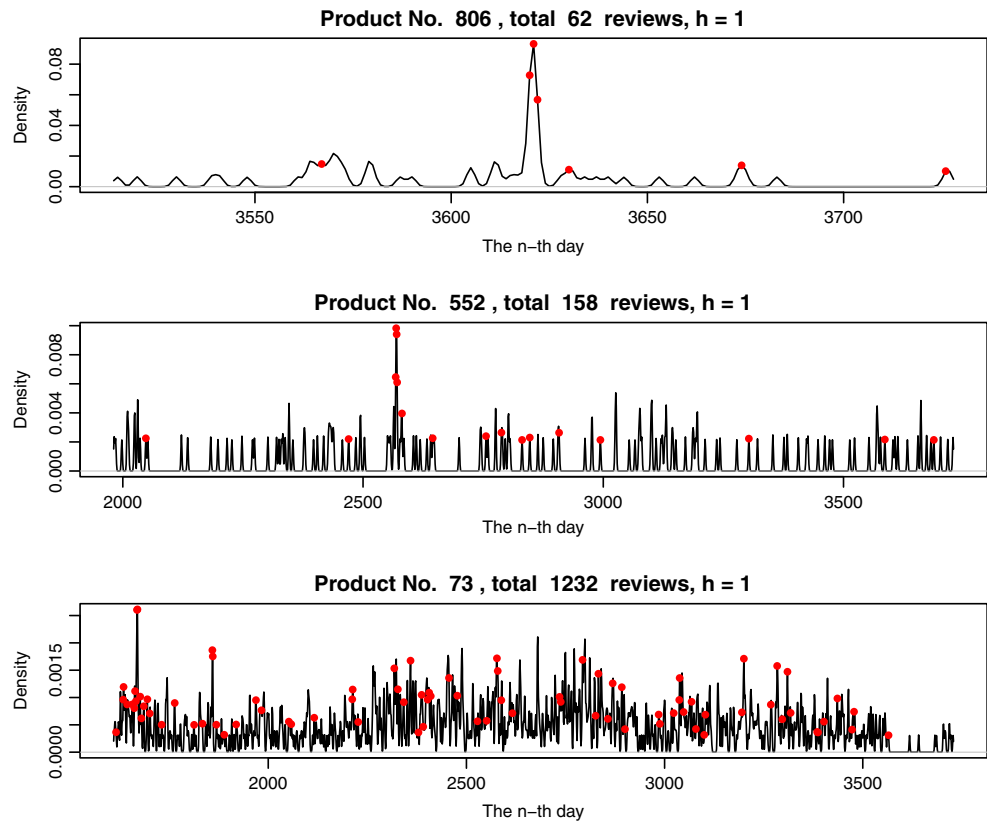 Product No.  806 , total  62  reviews, h = 1
Density
0.08
0.04
0.00
3550 3600 3650 3700
The n−th day
Product No.  552 , total  158  reviews, h = 1
Density
0.008
0.004
0.000
2000 2500 3000 3500
The n−th day
Product No.  73 , total  1232  reviews, h = 1
Density
0.0015
0.0000
2000 2500 3000 3500
The n−th day